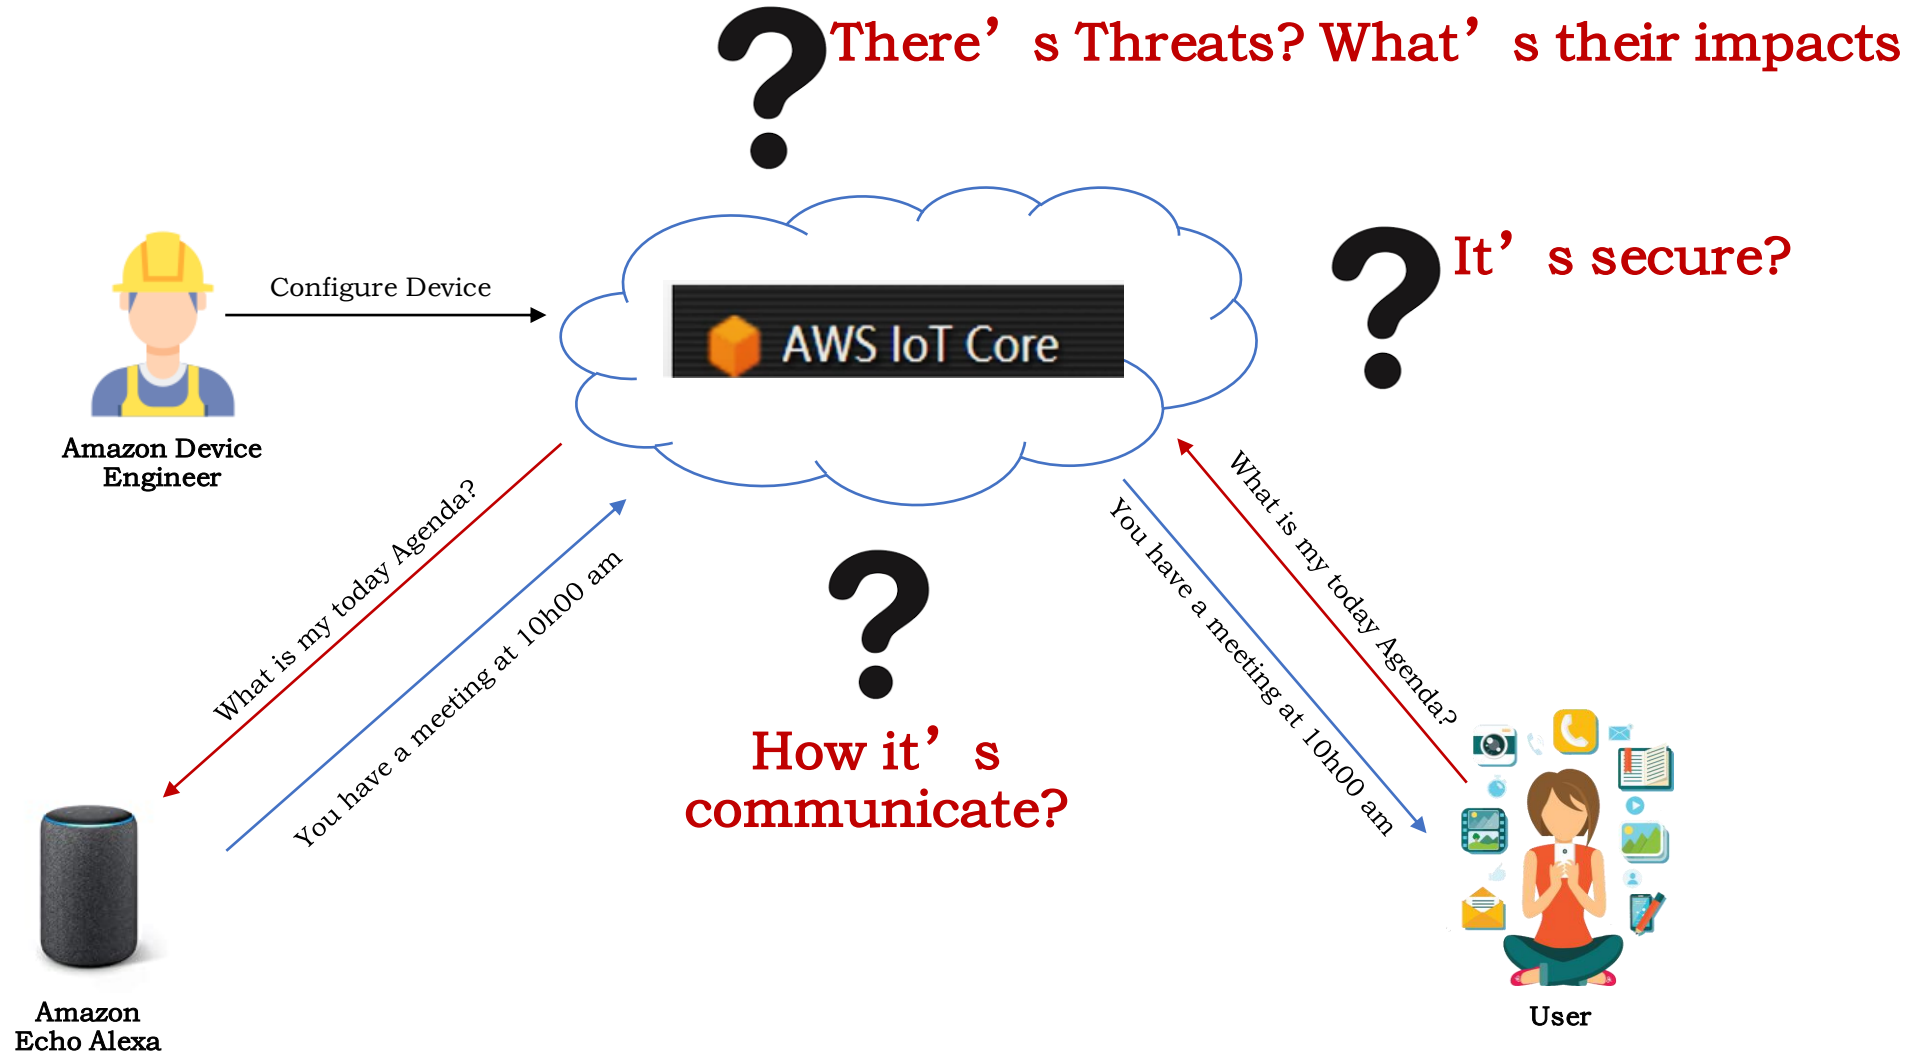 There’s Threats? What’s their impacts
It’s secure?
Configure Device
AWS IoT Core
Amazon Device
Engineer
What is my today Agenda?
You have a meeting at 10h00 am
What is my today Agenda?
You have a meeting at 10h00 am
How it’s
communicate?
Amazon
Echo Alexa
User